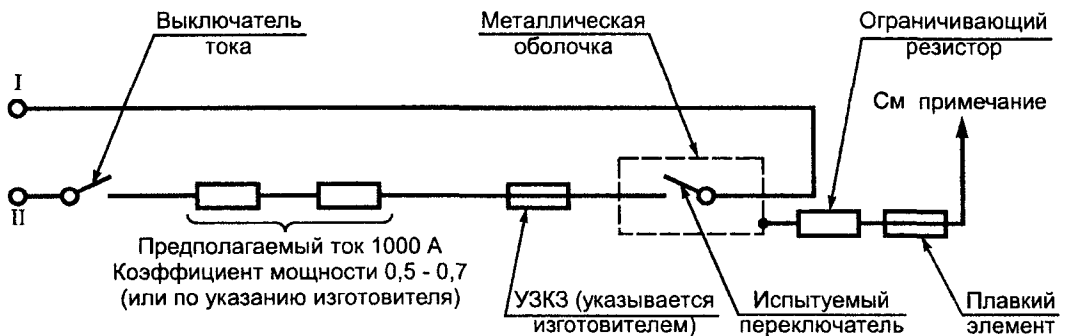 Выключатель
тока
Металлическая
оболочка
Ограничивающий
резистор
См примечание
I
II
Предполагаемый ток 1000 А
Коэффициент мощности 0,5 - 0,7
(или по указанию изготовителя)
УЗКЗ (указывается
изготовителем)
Испытуемый
переключатель
Плавкий
элемент